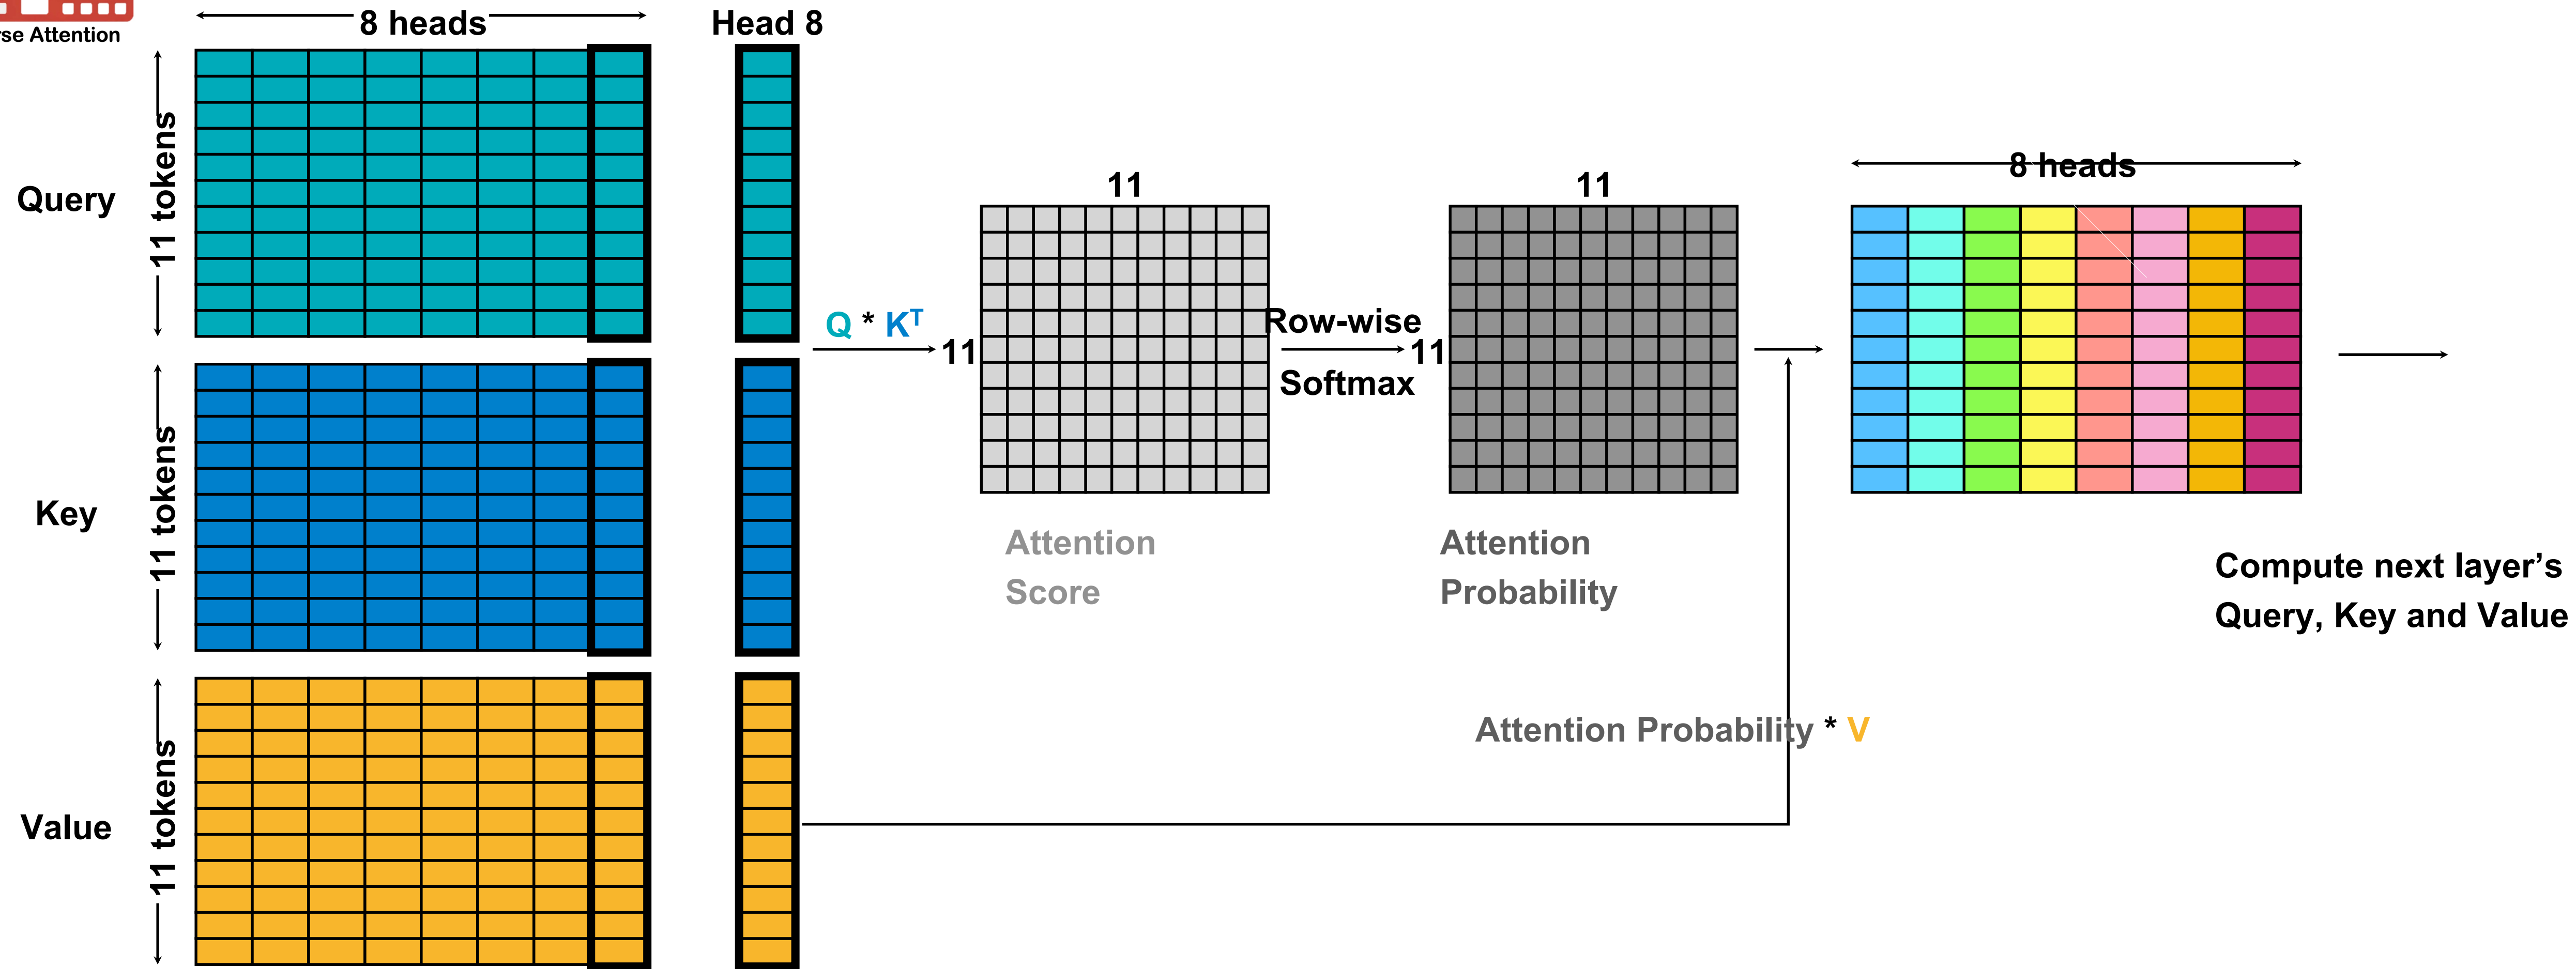 rse Attention
8 heads
Head 8
Query
11 tokens
Key
11 tokens
Value
11 tokens
Q * Kᵀ
11
11
Attention
Score
Row-wise
Softmax
11
11
Attention
Probability
Attention Probability * V
8 heads
Compute next layer’s
Query, Key and Value